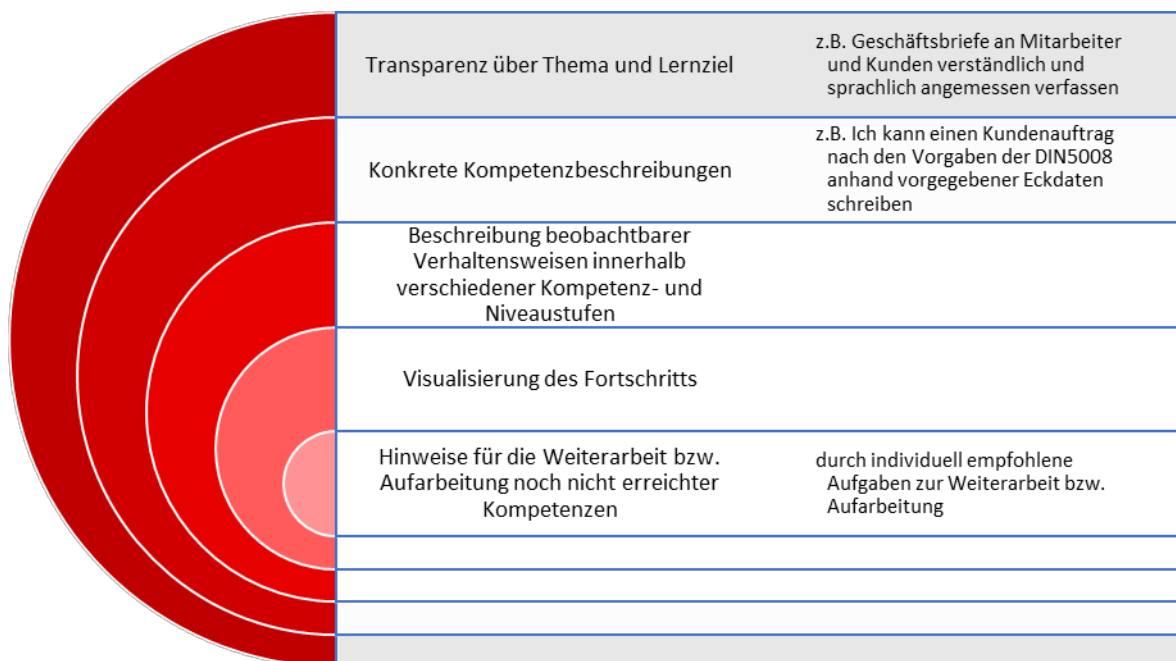 Transparenz über Thema und Lernziel
z.B. Geschäftsbriefe an Mitarbeiter
und Kunden verständlich und
sprachlich angemessen verfassen
Konkrete Kompetenzbeschreibungen
z.B. Ich kann einen Kundenauftrag
nach den Vorgaben der DIN5008
anhand vorgegebener Eckdaten
schreiben
Beschreibung beobachtbarer
Verhaltensweisen innerhalb
verschiedener Kompetenz- und
Niveaustufen
Visualisierung des Fortschritts
Hinweise für die Weiterarbeit bzw.
Aufarbeitung noch nicht erreichter
Kompetenzen
durch individuell empfohlene
Aufgaben zur Weiterarbeit bzw.
Aufarbeitung